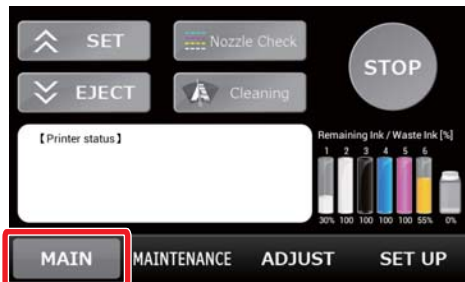 SET
Nozzle Check
STOP
EJECT
Cleaning
【Printer status】
Remaining Ink / Waste Ink [%]
1 2 3 4 5 6
30% 100 100 100 100 55% 0%
MAIN MAINTENANCE ADJUST SET UP